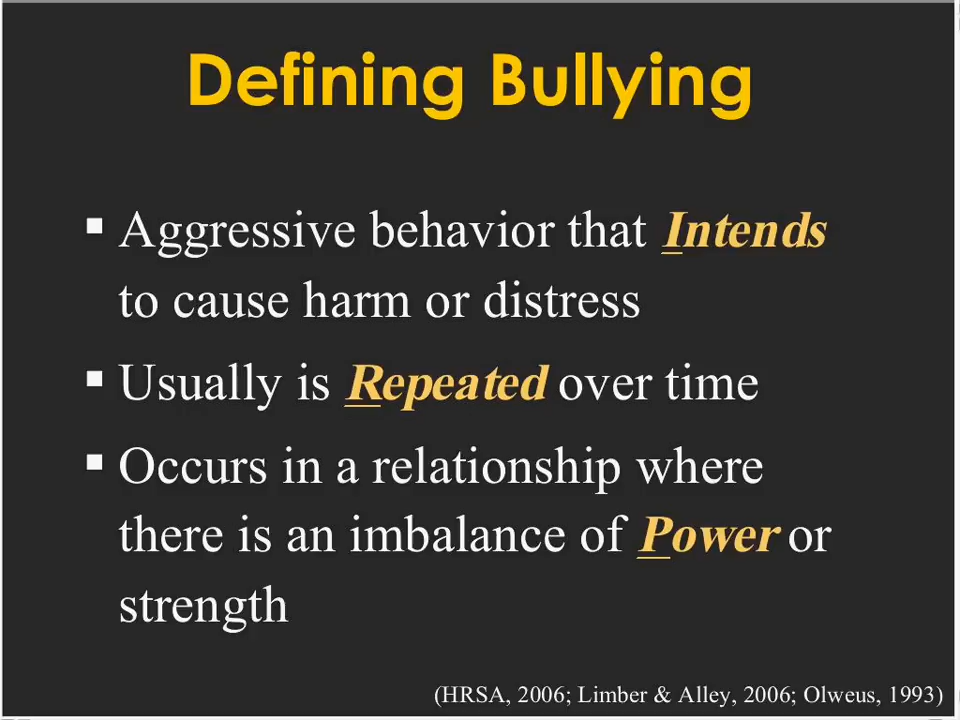 Defining Bullying
▪ Aggressive behavior that Intends
to cause harm or distress
▪ Usually is Repeated over time
▪ Occurs in a relationship where
there is an imbalance of Power or
strength
(HRSA, 2006; Limber & Alley, 2006; Olweus, 1993)